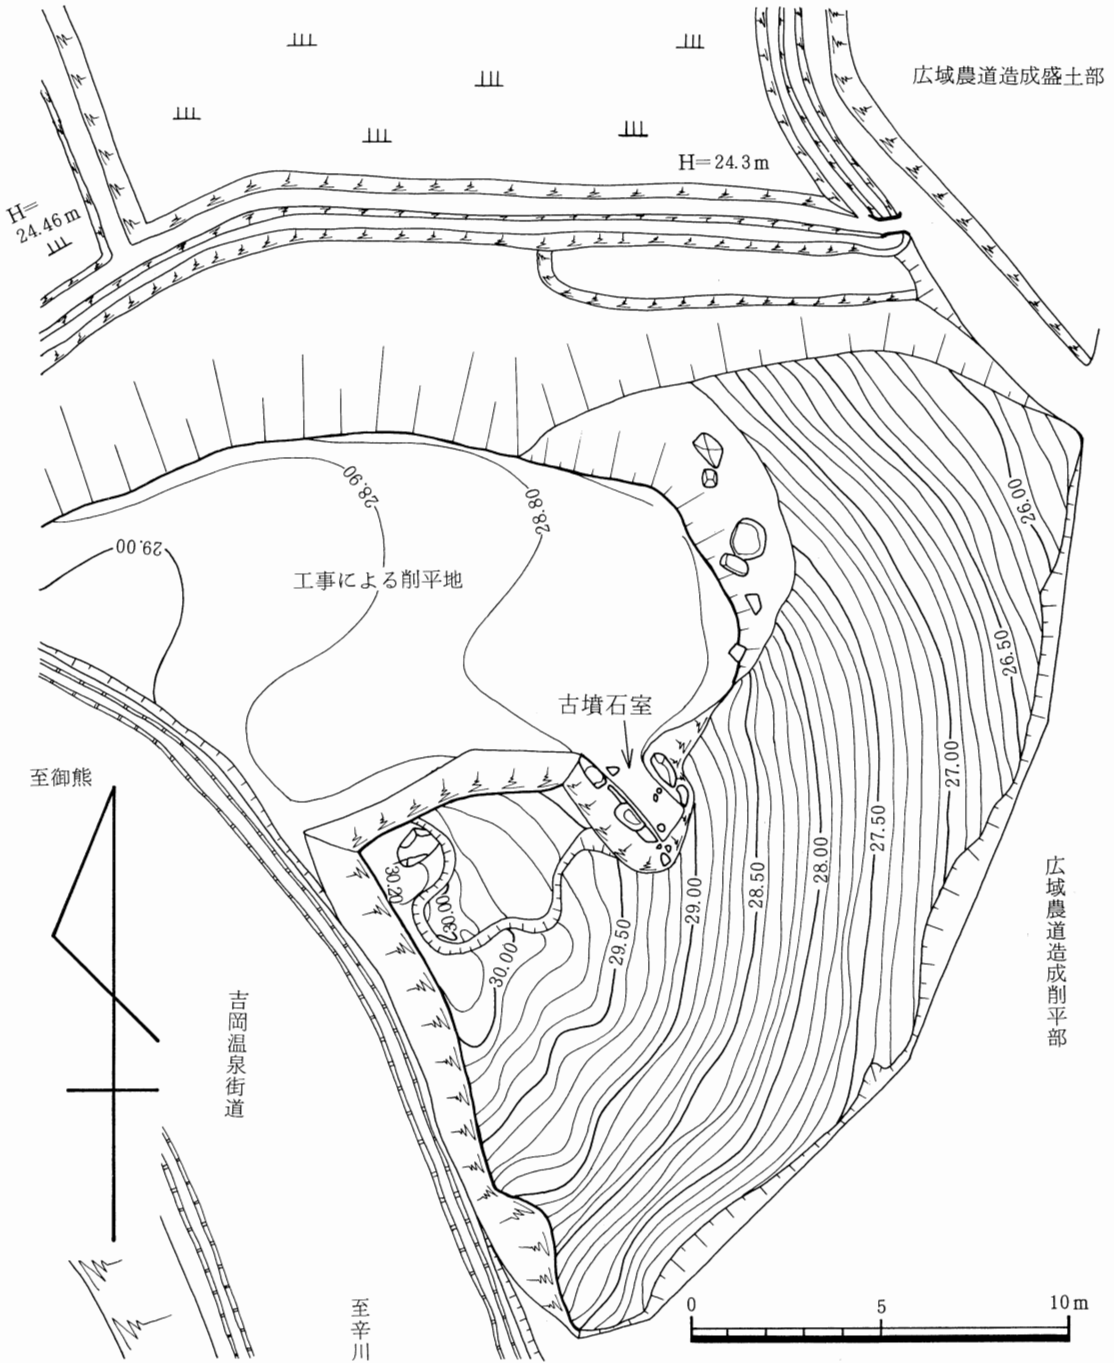 広域農道造成盛土部
H=24.3m
H=
24.46m
28.90
28.80
29.00
26.00
工事による削平地
26.50
古墳石室
27.00
至御熊
27.50
28.00
28.50
29.00
30.20
30.00
29.50
30.00
広域農道造成削平部
吉岡温泉街道
至辛川
0 5 10m